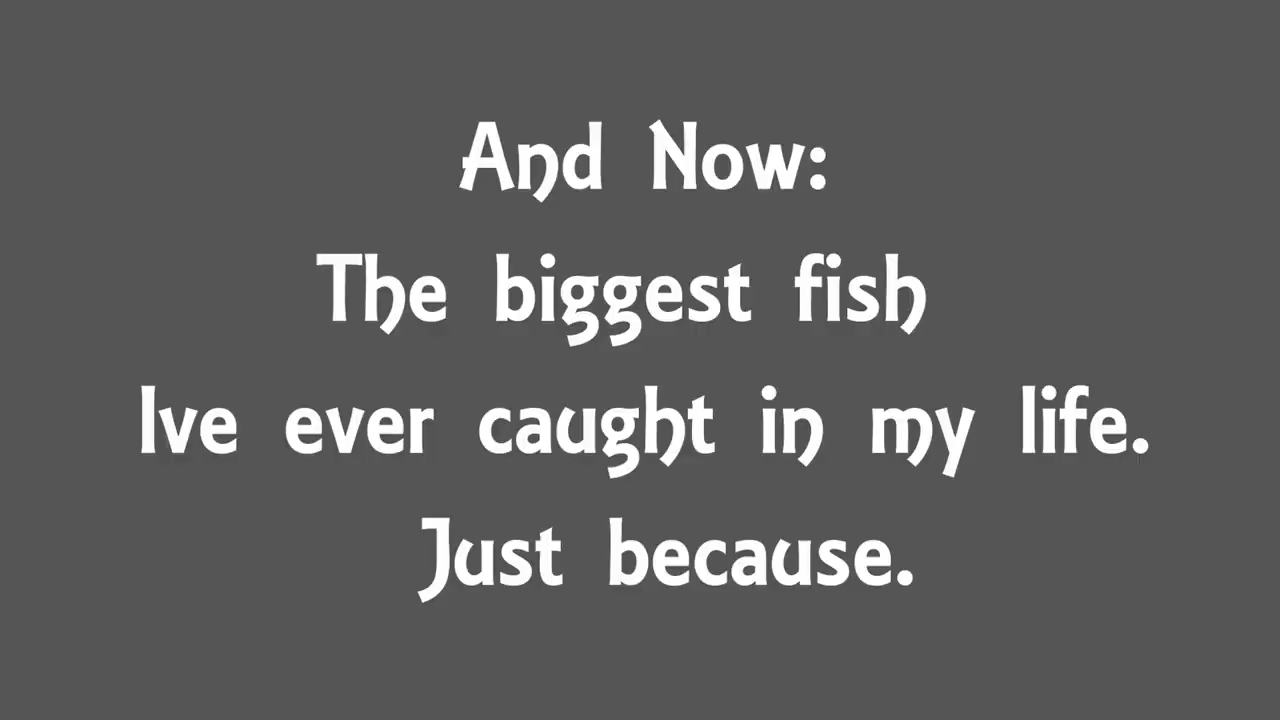 And Now:
The biggest fish
Ive ever caught in my life.
Just because.